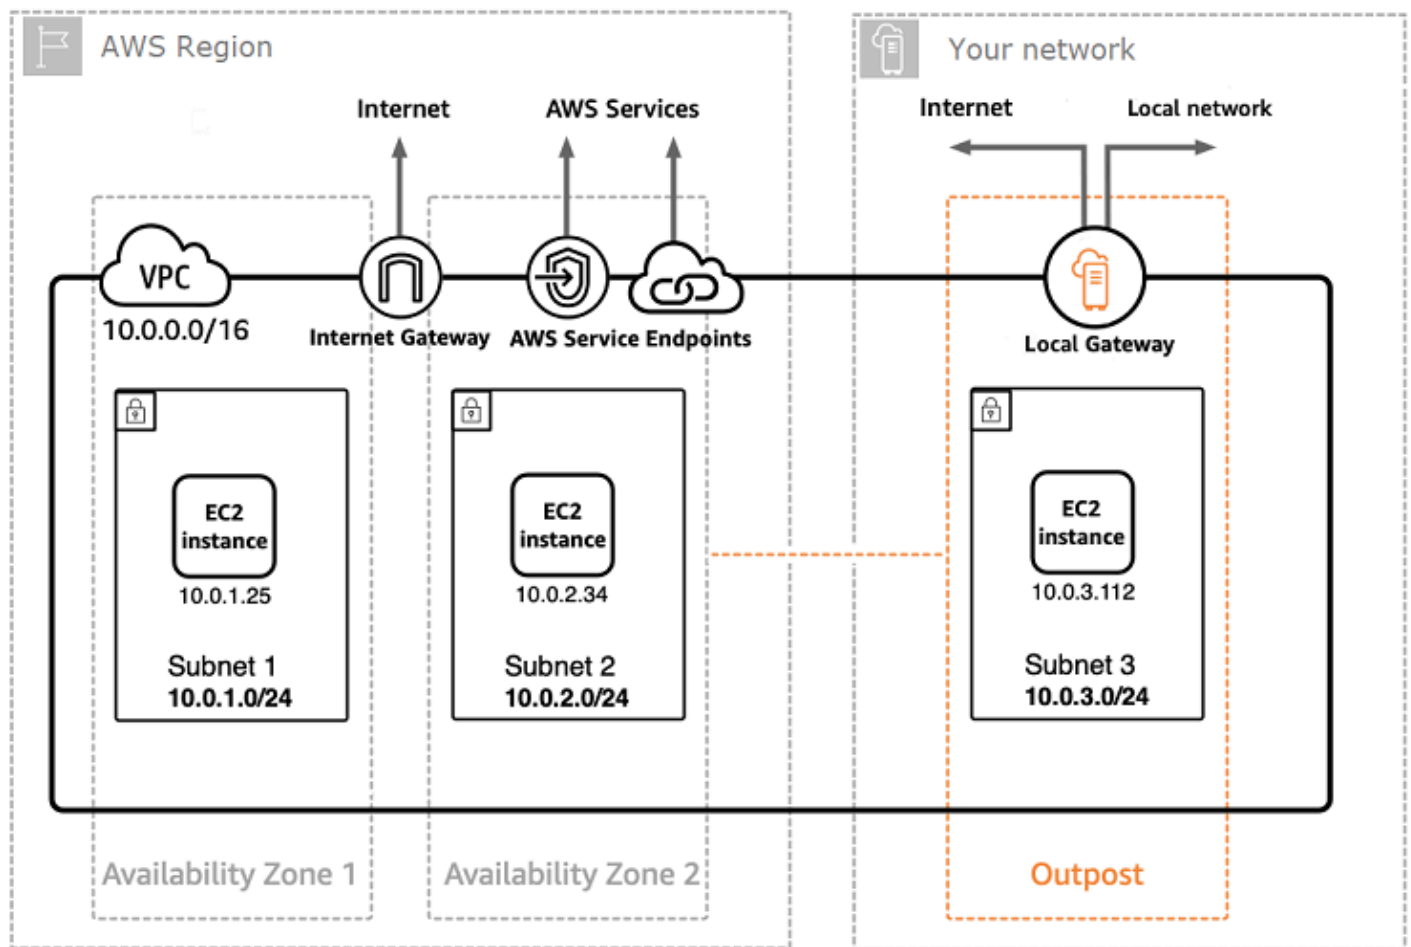 AWS Region
Your network
Internet
AWS Services
Internet
Local network
VPC
10.0.0.0/16
Internet Gateway
AWS Service Endpoints
Local Gateway
EC2
instance
10.0.1.25
Subnet 1
10.0.1.0/24
EC2
instance
10.0.2.34
Subnet 2
10.0.2.0/24
EC2
instance
10.0.3.112
Subnet 3
10.0.3.0/24
Availability Zone 1
Availability Zone 2
Outpost